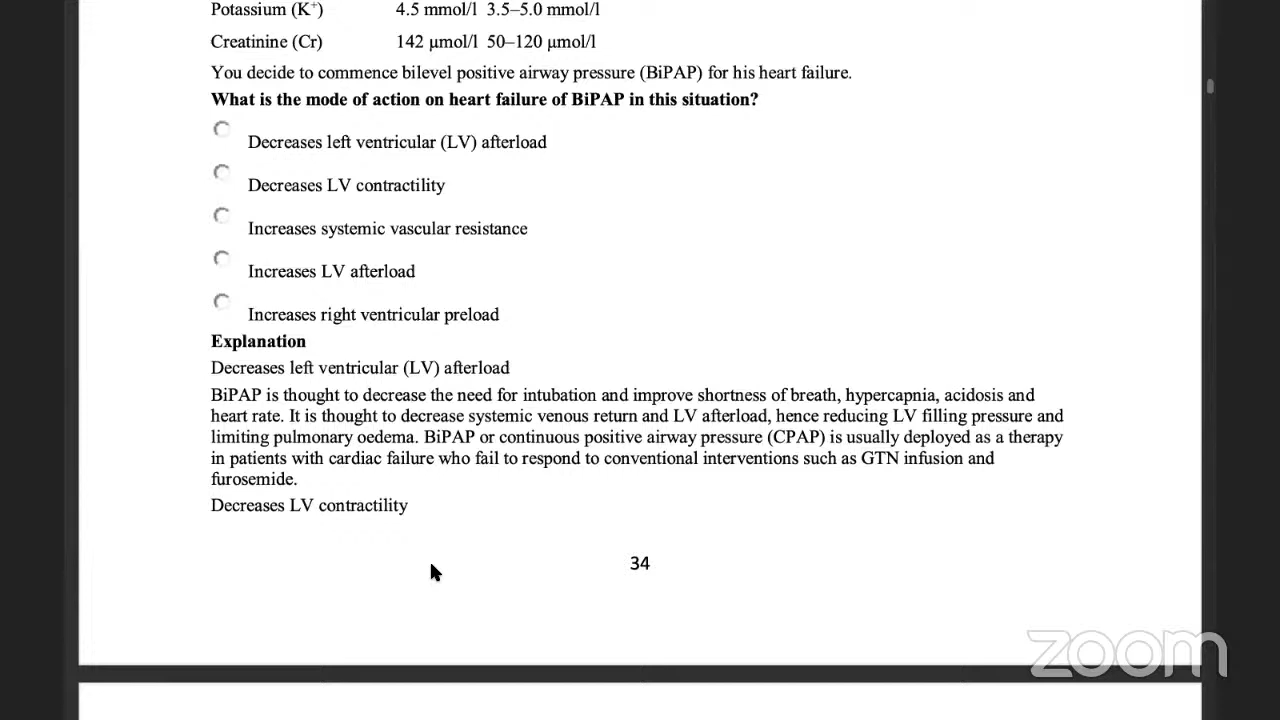 Potassium (K+) 4.5 mmol/l 3.5–5.0 mmol/l
Creatinine (Cr) 142 μmol/l 50–120 μmol/l
You decide to commence bilevel positive airway pressure (BiPAP) for his heart failure.
What is the mode of action on heart failure of BiPAP in this situation?
Decreases left ventricular (LV) afterload
Decreases LV contractility
Increases systemic vascular resistance
Increases LV afterload
Increases right ventricular preload
Explanation
Decreases left ventricular (LV) afterload
BiPAP is thought to decrease the need for intubation and improve shortness of breath, hypercapnia, acidosis and
heart rate. It is thought to decrease systemic venous return and LV afterload, hence reducing LV filling pressure and
limiting pulmonary oedema. BiPAP or continuous positive airway pressure (CPAP) is usually deployed as a therapy
in patients with cardiac failure who fail to respond to conventional interventions such as GTN infusion and
furosemide.
Decreases LV contractility
34
zoom